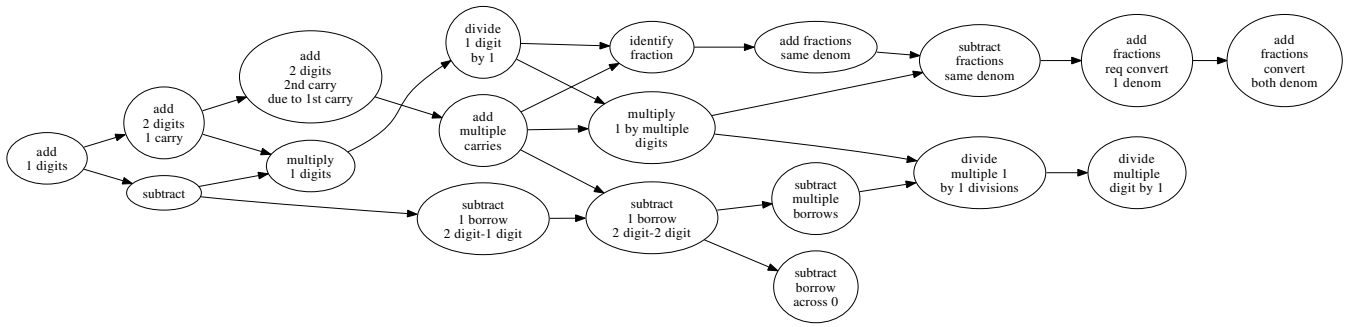 add
1 digits
add
2 digits
1 carry
subtract
add
2 digits
2nd carry
due to 1st carry
multiply
1 digits
divide
1 digit
by 1
add
multiple
carries
subtract
1 borrow
2 digit-1 digit
identify
fraction
multiply
1 by multiple
digits
subtract
1 borrow
2 digit-2 digit
add fractions
same denom
subtract
multiple
borrows
subtract
borrow
across 0
subtract
fractions
same denom
divide
multiple 1
by 1 divisions
add
fractions
req convert
1 denom
divide
multiple
digit by 1
add
fractions
convert
both denom